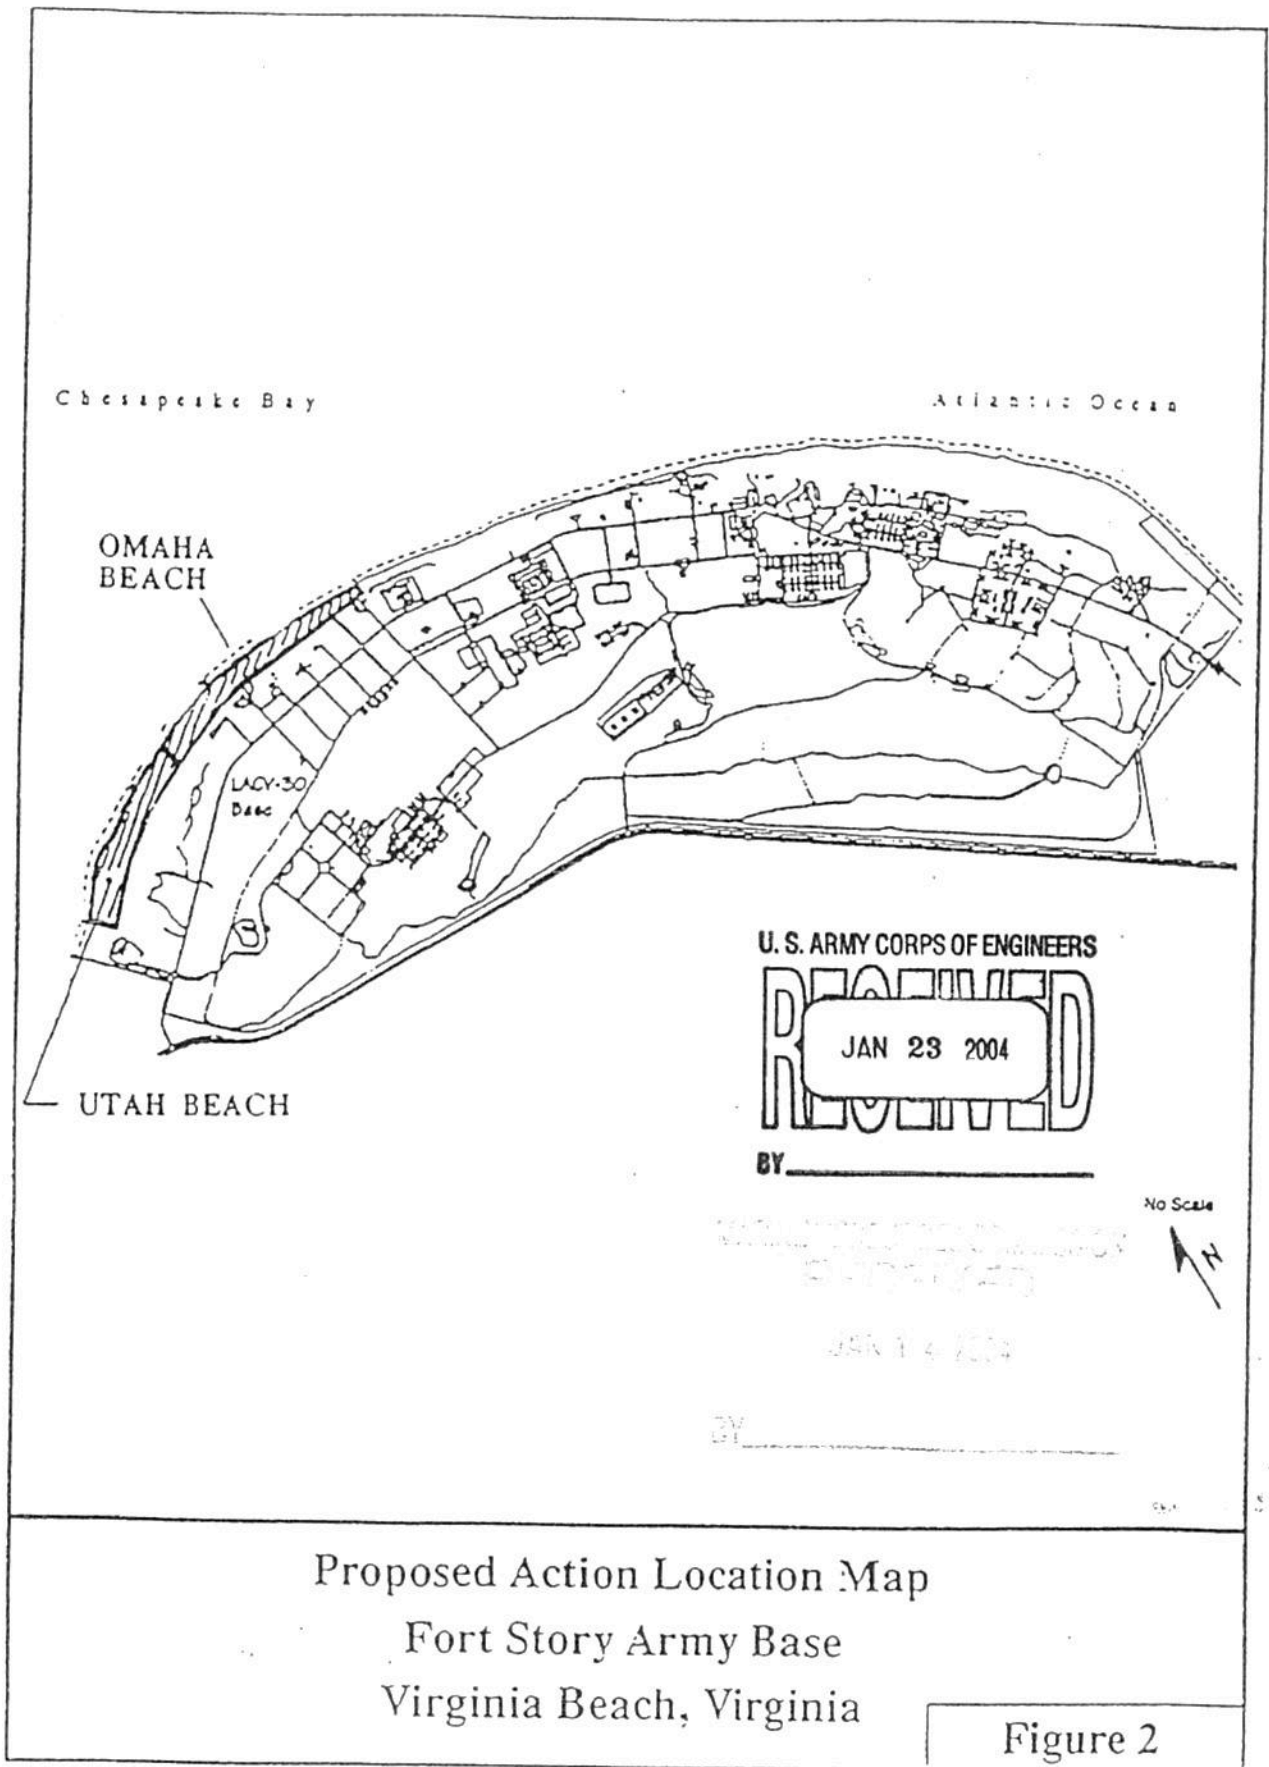 Chesapeake Bay
Atlantic Ocean
OMAHA
BEACH
LACV-30
Base
UTAH BEACH
U. S. ARMY CORPS OF ENGINEERS
RECEIVED
JAN 23 2004
BY
No Scale
N
BY
Proposed Action Location Map
Fort Story Army Base
Virginia Beach, Virginia
Figure 2